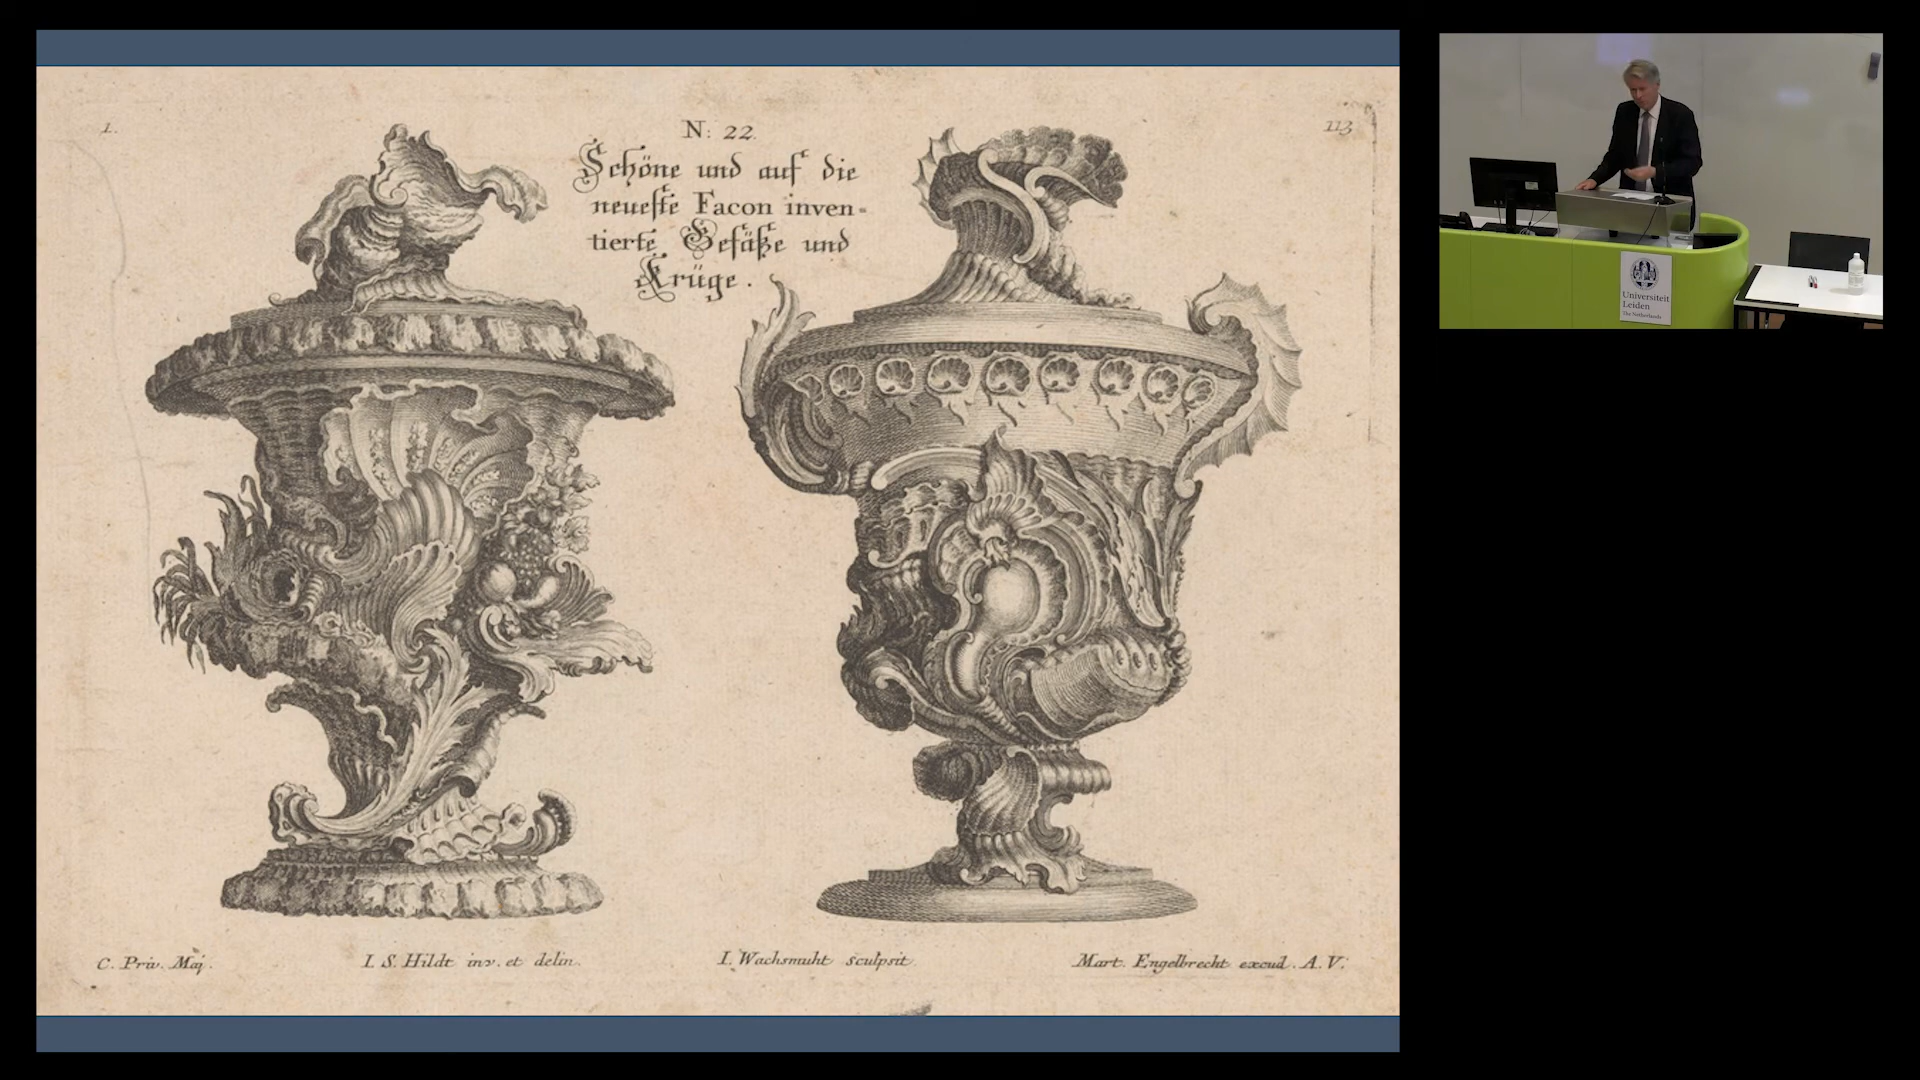 1.
N: 22.
113
Schöne und auf die
neueste Facon inven=
tierte Gefäße und
Krüge.
C. Priv. Maj.
I. S. Hildt inv. et delin.
I. Wachsmuht sculpsit.
Mart. Engelbrecht excud. A. V.
Universiteit
Leiden
The Netherlands